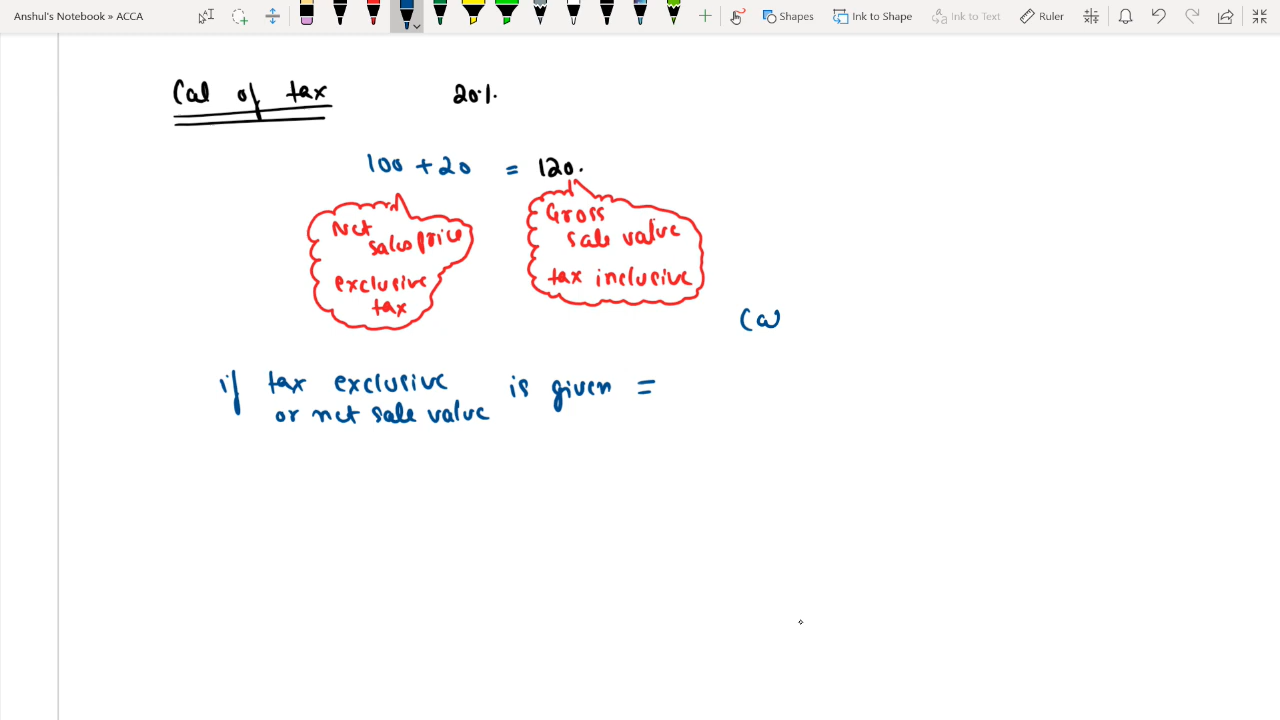 Anshul's Notebook » ACCA
Shapes
Ink to Shape
Ink to Text
Ruler
Cal of tax
20%.
100 + 20 = 120.
Net
sales price
exclusive
tax
Gross
sale value
tax inclusive
(a)
if tax exclusive is given =
or net sale value